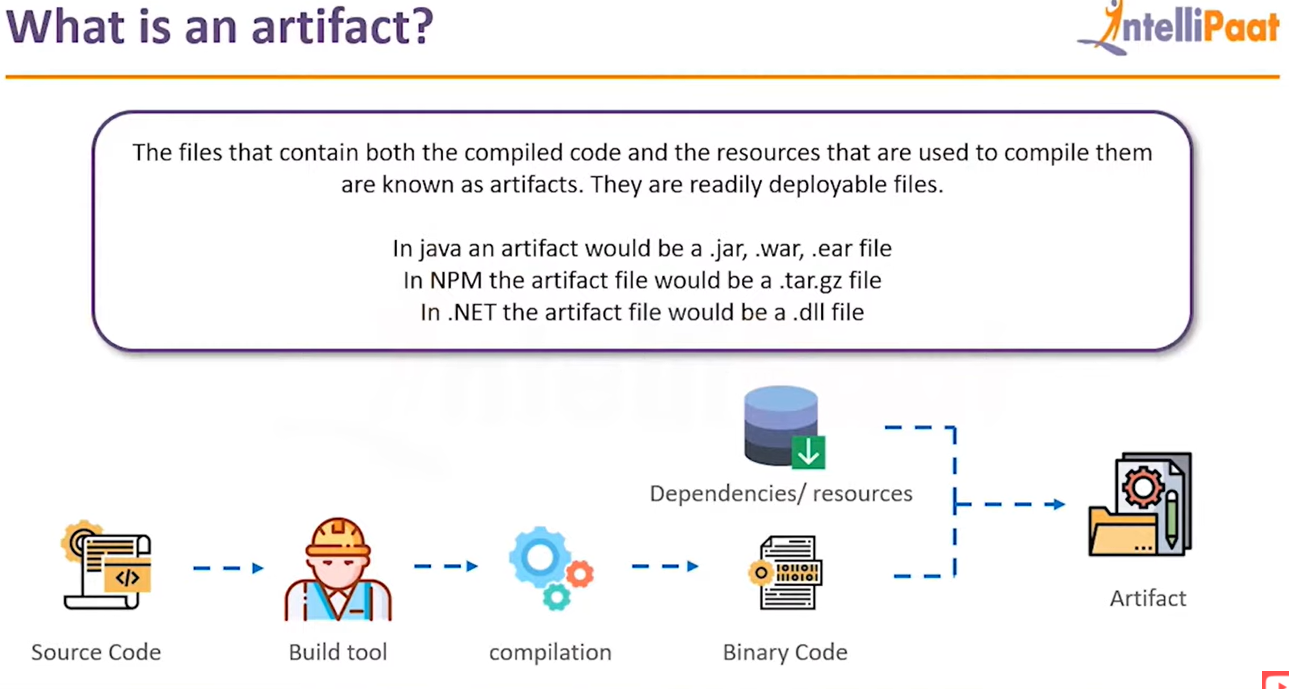 What is an artifact?
IntelliPaat
The files that contain both the compiled code and the resources that are used to compile them
are known as artifacts. They are readily deployable files.
In java an artifact would be a .jar, .war, .ear file
In NPM the artifact file would be a .tar.gz file
In .NET the artifact file would be a .dll file
Dependencies/ resources
</>
Artifact
Source Code
Build tool
compilation
Binary Code